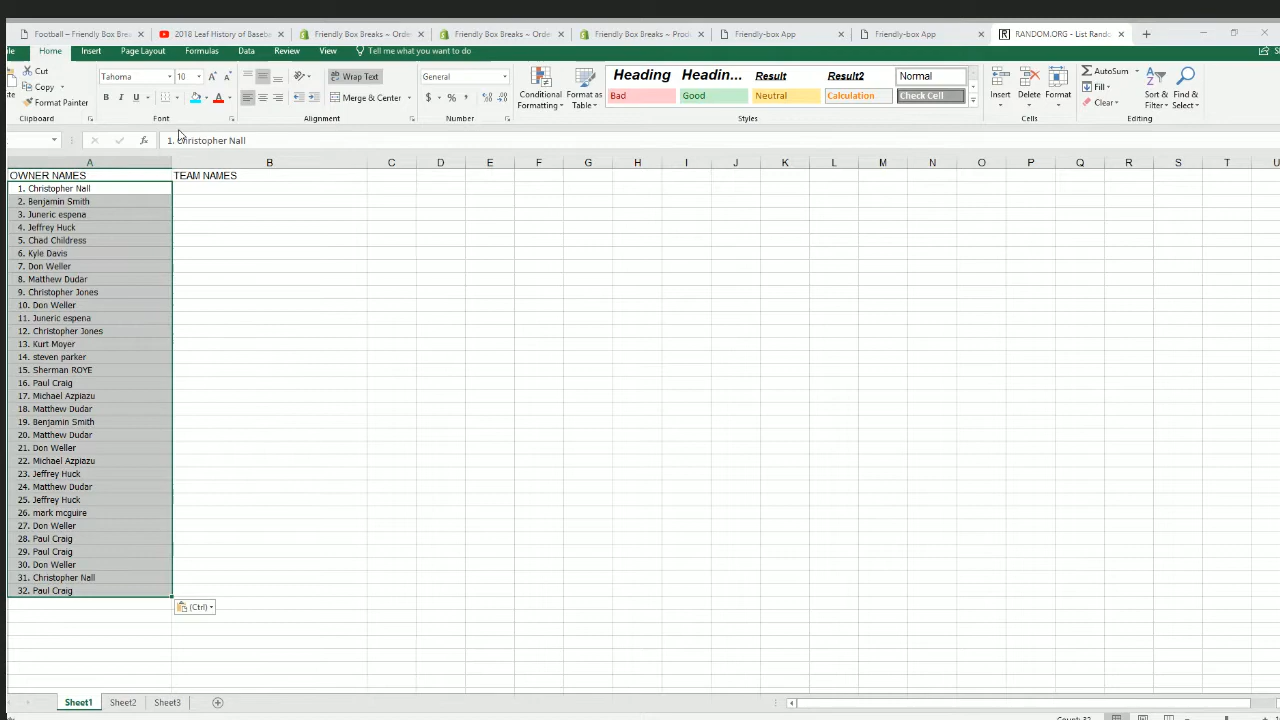 Football – Friendly Box Bre
2018 Leaf History of Baseb
Friendly Box Breaks ~ Orde
Friendly Box Breaks ~ Orde
Friendly Box Breaks ~ Prod
Friendly-box App
Friendly-box App
RANDOM.ORG - List Rand
Home
Insert
Page Layout
Formulas
Data
Review
View
Tell me what you want to do
Cut
Copy
Format Painter
Clipboard
Tahoma
10
B I U
Font
Wrap Text
Merge & Center
Alignment
General
$ % ,
Number
Conditional Formatting
Format as Table
Heading
Headin...
Result
Result2
Normal
Bad
Good
Neutral
Calculation
Check Cell
Styles
Insert
Delete
Format
Cells
AutoSum
Fill
Clear
Sort & Filter
Find & Select
Editing
fx
1. Christopher Nall
A B C D E F G H I J K L M N O P Q R S T U
OWNER NAMES
TEAM NAMES
1. Christopher Nall
2. Benjamin Smith
3. Juneric espena
4. Jeffrey Huck
5. Chad Childress
6. Kyle Davis
7. Don Weller
8. Matthew Dudar
9. Christopher Jones
10. Don Weller
11. Juneric espena
12. Christopher Jones
13. Kurt Moyer
14. steven parker
15. Sherman ROYE
16. Paul Craig
17. Michael Azpiazu
18. Matthew Dudar
19. Benjamin Smith
20. Matthew Dudar
21. Don Weller
22. Michael Azpiazu
23. Jeffrey Huck
24. Matthew Dudar
25. Jeffrey Huck
26. mark mcguire
27. Don Weller
28. Paul Craig
29. Paul Craig
30. Don Weller
31. Christopher Nall
32. Paul Craig
(Ctrl)
Sheet1
Sheet2
Sheet3